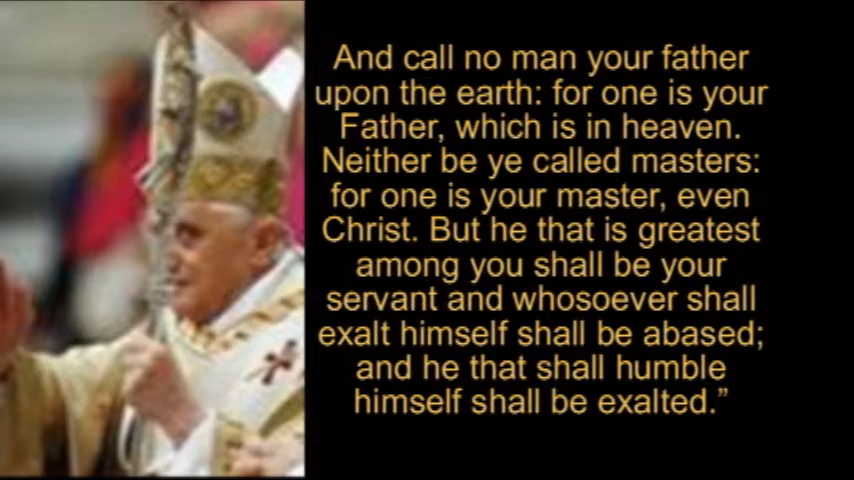 And call no man your father
upon the earth: for one is your
Father, which is in heaven.
Neither be ye called masters:
for one is your master, even
Christ. But he that is greatest
among you shall be your
servant and whosoever shall
exalt himself shall be abased;
and he that shall humble
himself shall be exalted.”